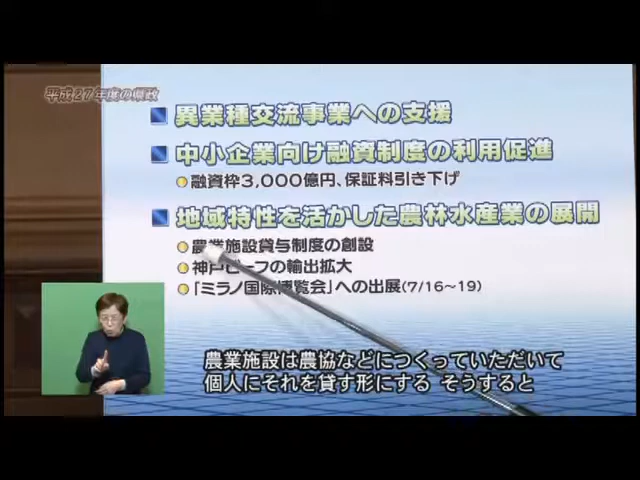 平成27年度の県政
異業種交流事業への支援
中小企業向け融資制度の利用促進
融資枠3,000億円、保証料引き下げ
地域特性を活かした農林水産業の展開
農業施設貸与制度の創設
神戸ビーフの輸出拡大
「ミラノ国際博覧会」への出展(7/16~19)
農業施設は農協などにつくっていただいて
個人にそれを貸す形にする そうすると